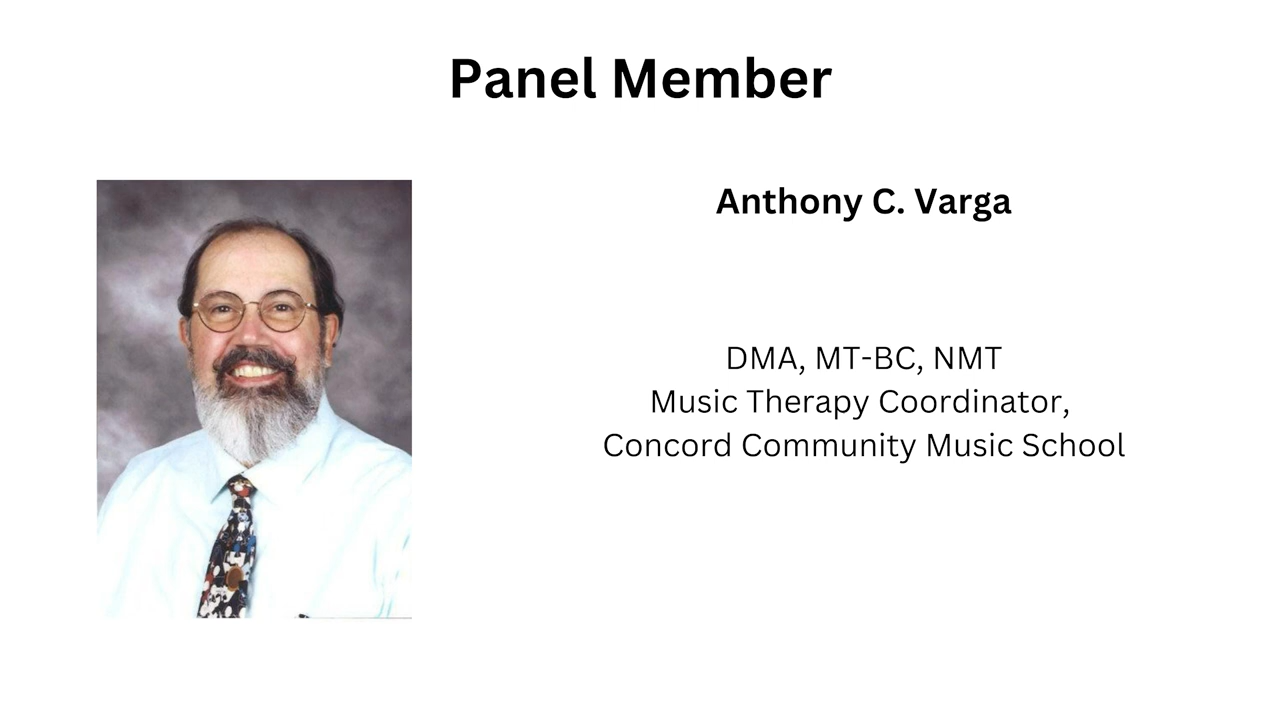 Panel Member
Anthony C. Varga
DMA, MT-BC, NMT
Music Therapy Coordinator,
Concord Community Music School